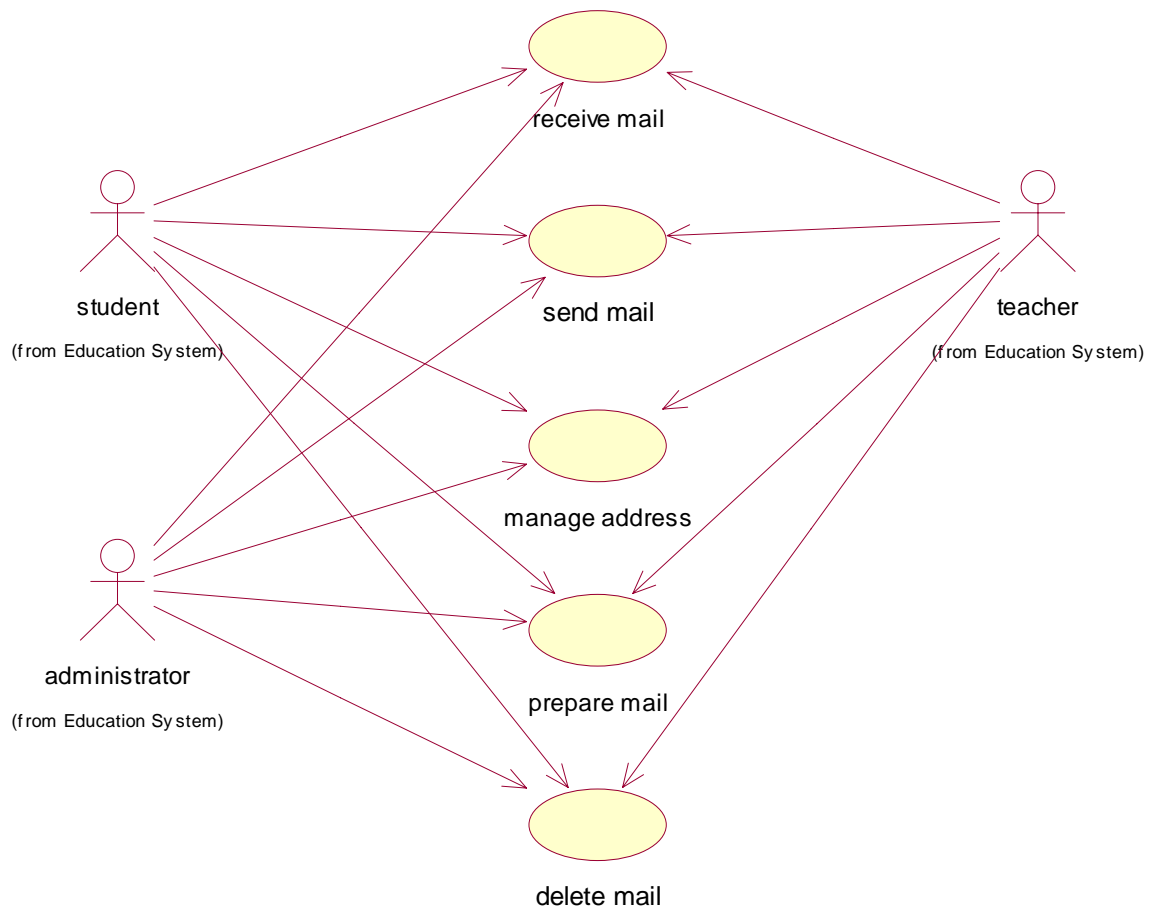 receive mail
student
(from Education System)
send mail
teacher
(from Education System)
manage address
administrator
(from Education System)
prepare mail
delete mail